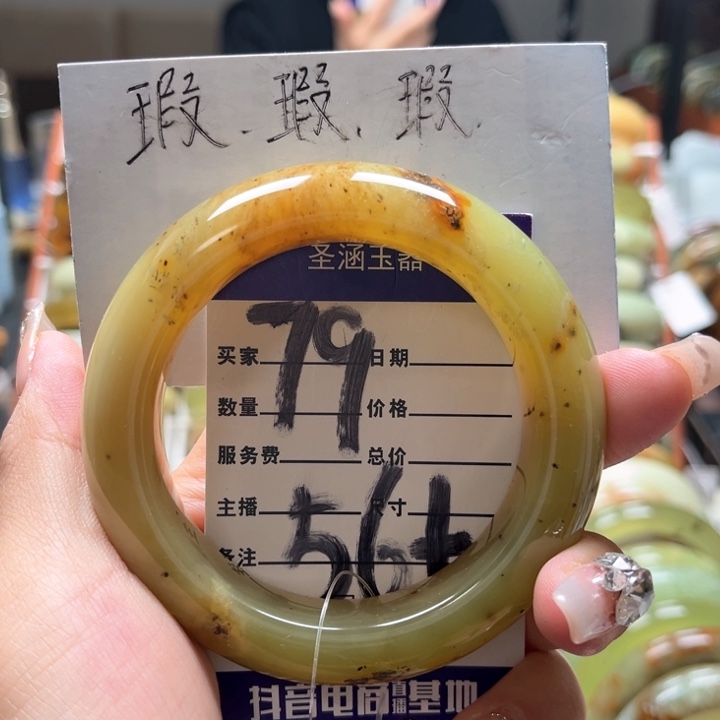 瑕.瑕.瑕.
圣涵玉器
79
买家 日期
数量 价格
服务费 总价
主播 尺寸
56+
备注
抖音电商直播基地